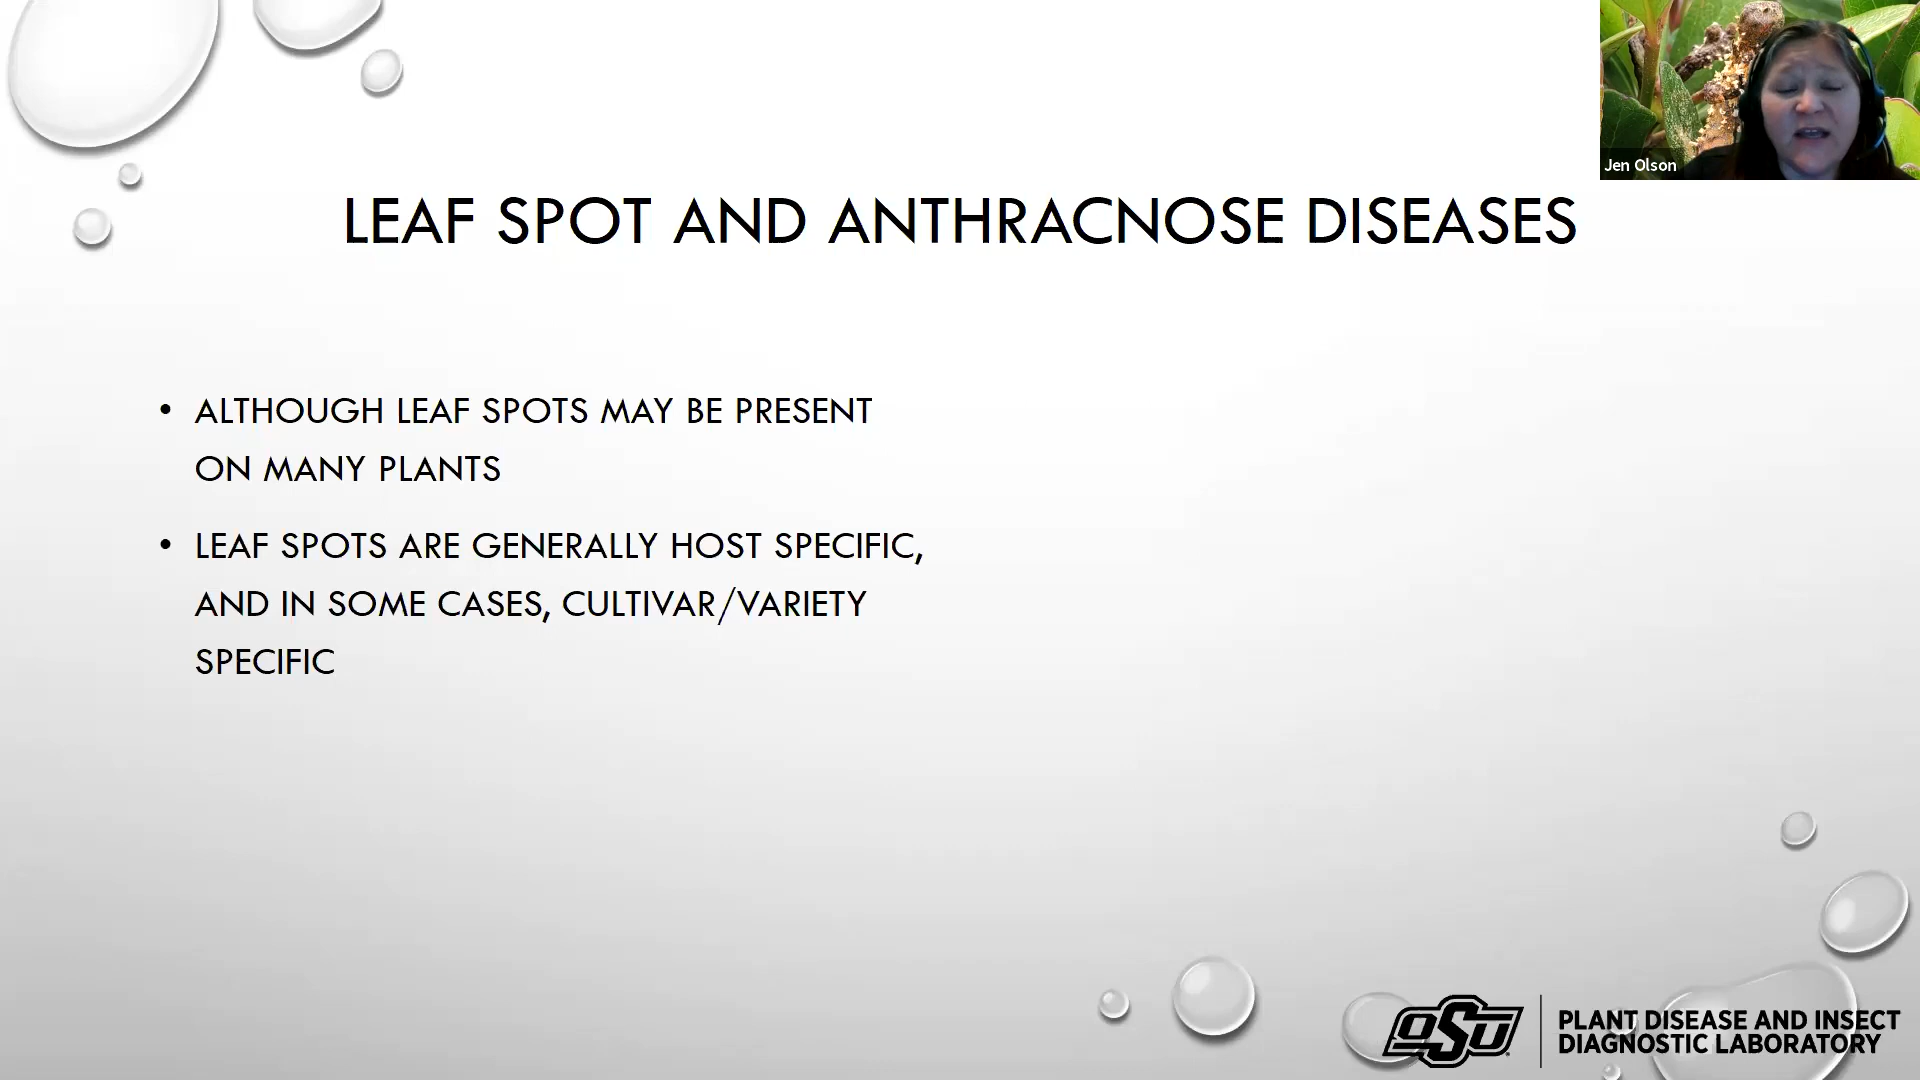 Jen Olson
LEAF SPOT AND ANTHRACNOSE DISEASES
• ALTHOUGH LEAF SPOTS MAY BE PRESENT
ON MANY PLANTS
• LEAF SPOTS ARE GENERALLY HOST SPECIFIC,
AND IN SOME CASES, CULTIVAR/VARIETY
SPECIFIC
OSU
PLANT DISEASE AND INSECT
DIAGNOSTIC LABORATORY